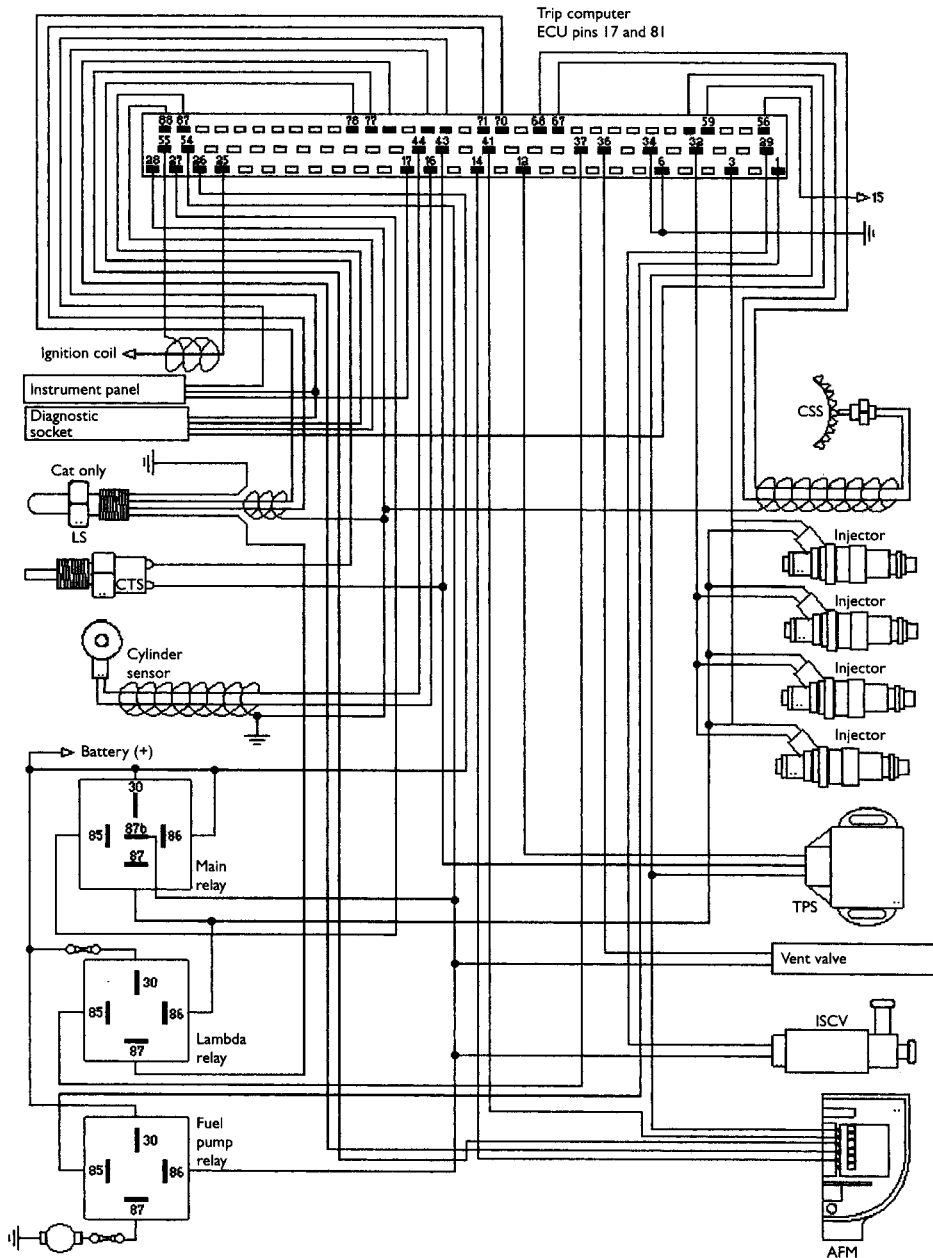 Trip computer
ECU pins 17 and 81
88 87 78 77 71 70 68 67 59 56
55 54 44 43 41 37 36 34 32 29
28 27 26 25 17 16 14 12 6 3 1
15
Ignition coil
Instrument panel
Diagnostic
socket
CSS
Cat only
LS
Injector
CTS
Injector
Cylinder
sensor
Injector
Injector
Battery (+)
30
85
87b
86
87
Main
relay
TPS
Vent valve
30
85
86
87
Lambda
relay
ISCV
Fuel
pump
relay
30
85
86
87
AFM